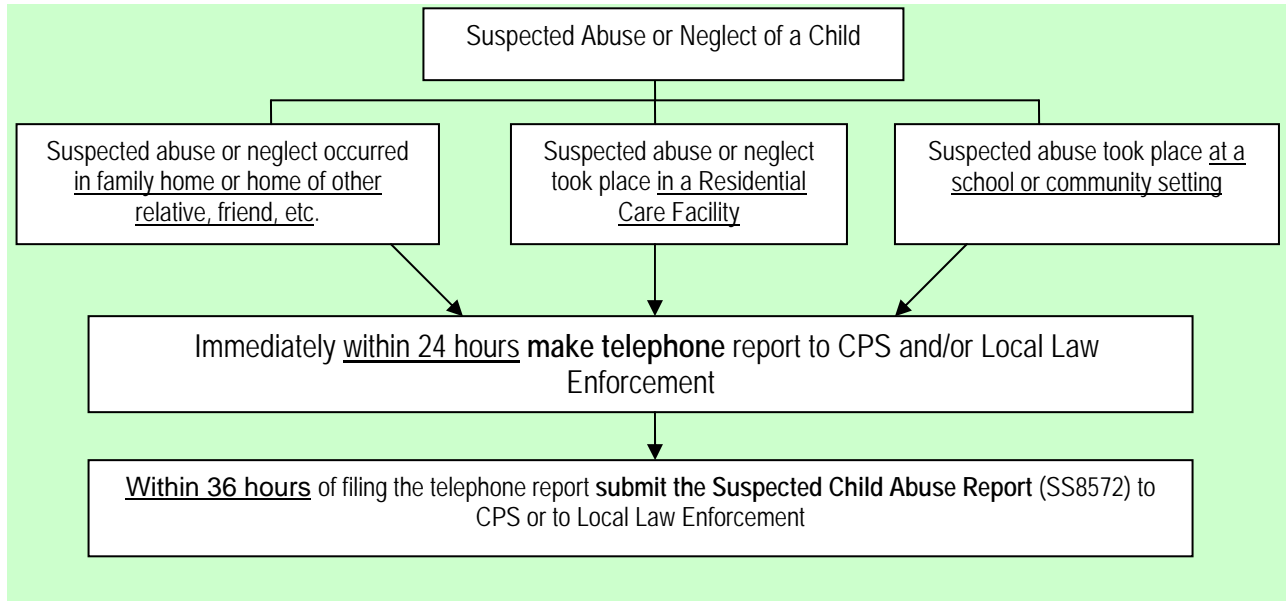 Suspected Abuse or Neglect of a Child
Suspected abuse or neglect occurred
in family home or home of other
relative, friend, etc.
Suspected abuse or neglect
took place in a Residential
Care Facility
Suspected abuse took place at a
school or community setting
Immediately within 24 hours make telephone report to CPS and/or Local Law
Enforcement
Within 36 hours of filing the telephone report submit the Suspected Child Abuse Report (SS8572) to
CPS or to Local Law Enforcement